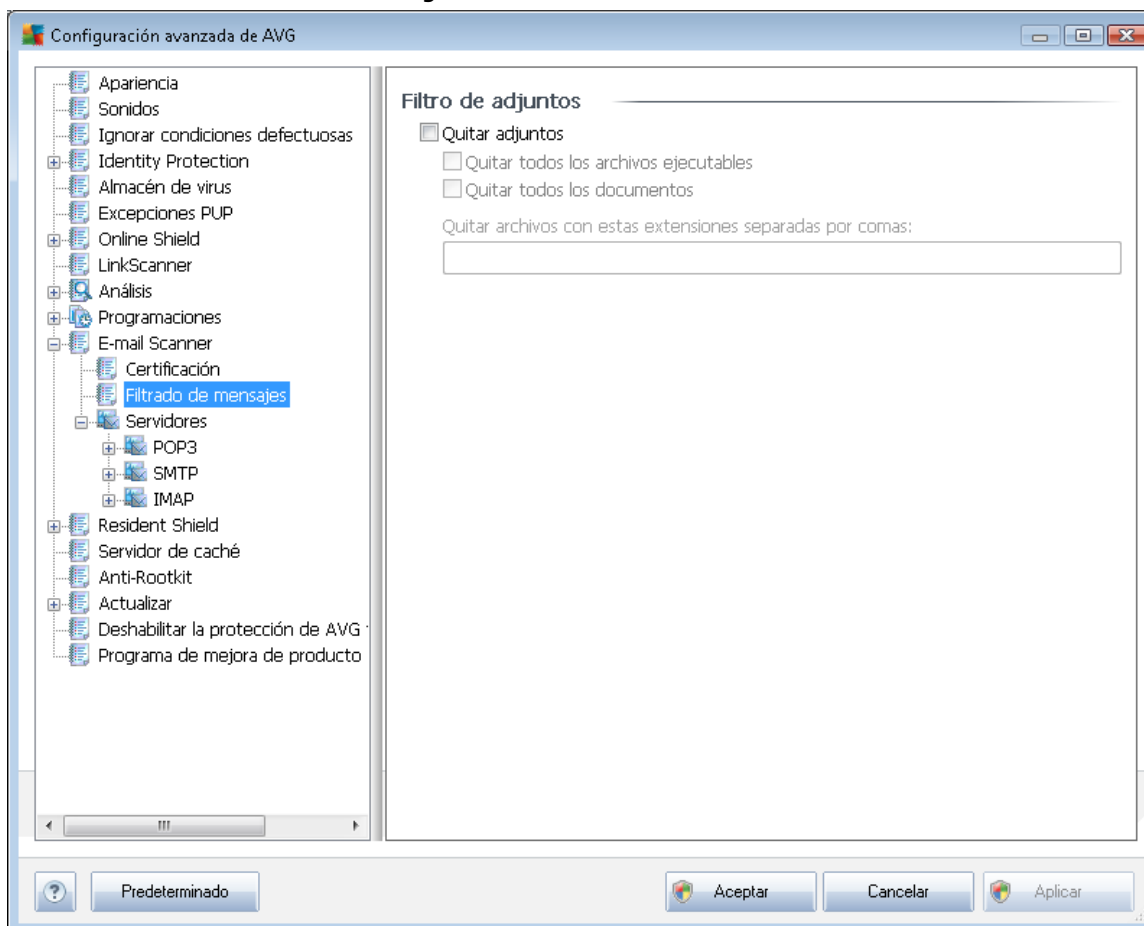 Configuración avanzada de AVG
Apariencia
Sonidos
Ignorar condiciones defectuosas
Identity Protection
Almacén de virus
Excepciones PUP
Online Shield
LinkScanner
Análisis
Programaciones
E-mail Scanner
Certificación
Filtrado de mensajes
Servidores
POP3
SMTP
IMAP
Resident Shield
Servidor de caché
Anti-Rootkit
Actualizar
Deshabilitar la protección de AVG
Programa de mejora de producto
Filtro de adjuntos
Quitar adjuntos
Quitar todos los archivos ejecutables
Quitar todos los documentos
Quitar archivos con estas extensiones separadas por comas:
Predeterminado
Aceptar
Cancelar
Aplicar